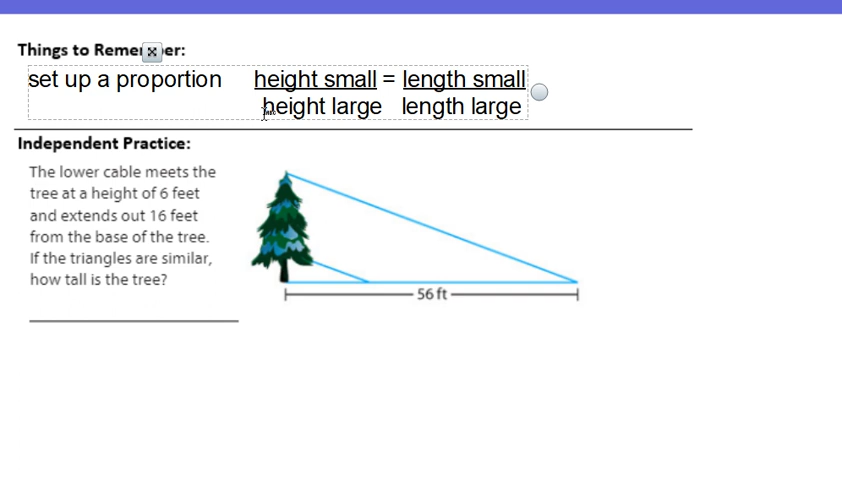 Things to Remember:
set up a proportion height small = length small
height large length large
Independent Practice:
The lower cable meets the
tree at a height of 6 feet
and extends out 16 feet
from the base of the tree.
If the triangles are similar,
how tall is the tree?
56 ft